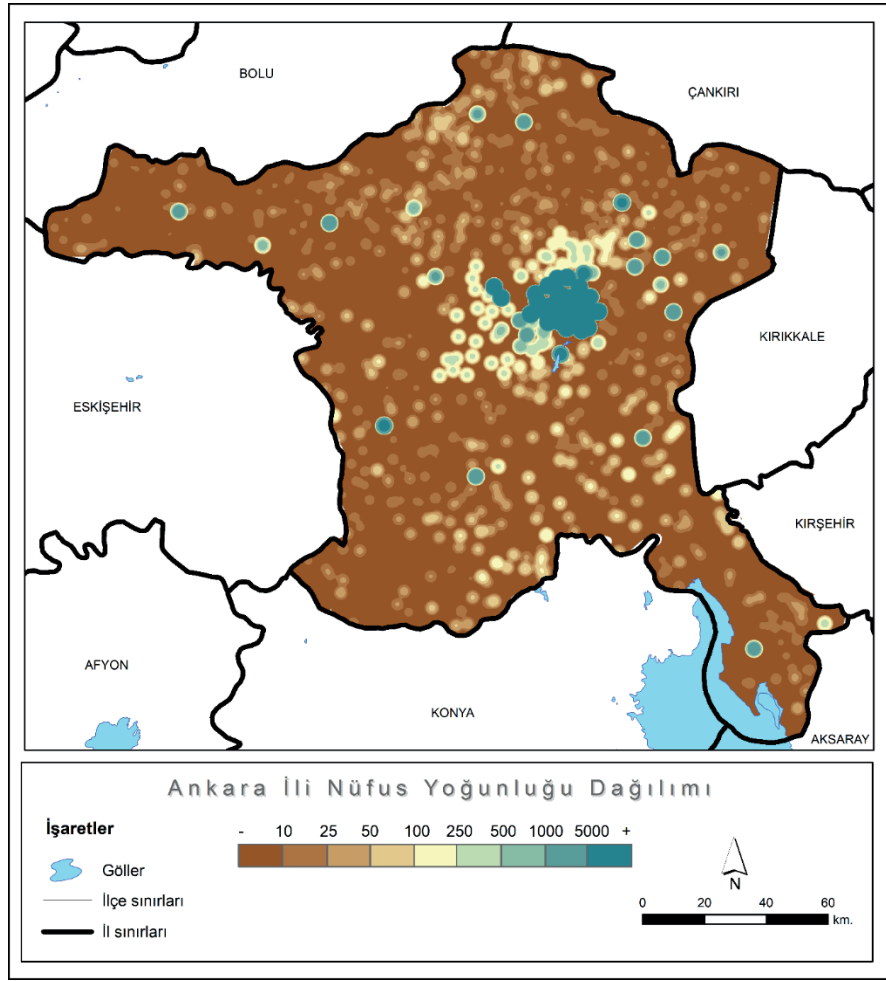 BOLU
ÇANKIRI
KIRIKKALE
ESKİŞEHİR
KIRŞEHİR
AFYON
KONYA
AKSARAY
Ankara İli Nüfus Yoğunluğu Dağılımı
İşaretler
Göller
İlçe sınırları
İl sınırları
- 10 25 50 100 250 500 1000 5000 +
N
0 20 40 60
km.